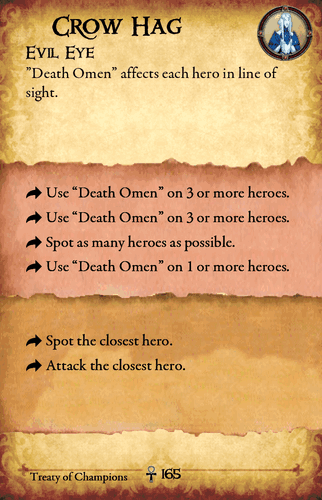 Crow Hag
Evil Eye
”Death Omen” affects each hero in line of
sight.
Use “Death Omen” on 3 or more heroes.
Use “Death Omen” on 3 or more heroes.
Spot as many heroes as possible.
Use “Death Omen” on 1 or more heroes.
Spot the closest hero.
Attack the closest hero.
Treaty of Champions ☥ 165